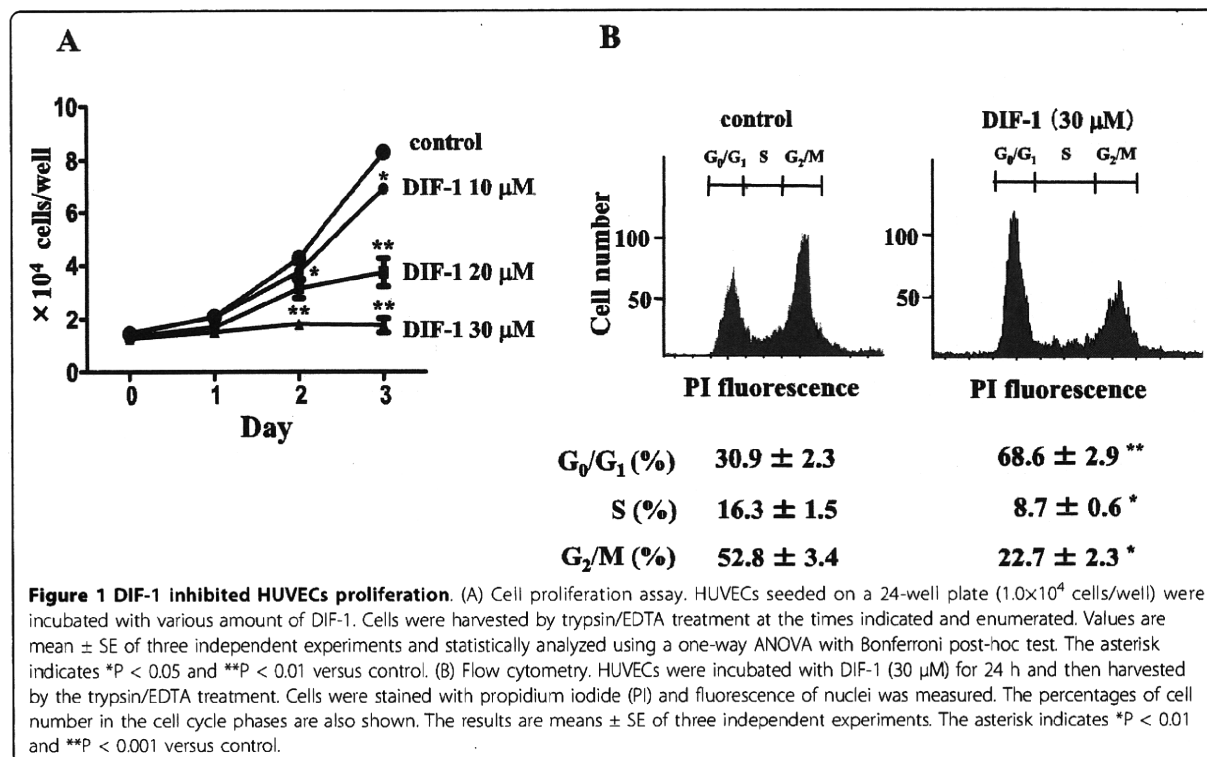 A
B
10
8
6
4
2
0
× 10⁴ cells/well
0 1 2 3
Day
control
*
DIF-1 10 μM
**
DIF-1 20 μM
*
**
**
DIF-1 30 μM
control
G₀/G₁ S G₂/M
Cell number
100
50
PI fluorescence
DIF-1 (30 μM)
G₀/G₁ S G₂/M
100
50
PI fluorescence
G₀/G₁ (%) 30.9 ± 2.3 68.6 ± 2.9 **
S (%) 16.3 ± 1.5 8.7 ± 0.6 *
G₂/M (%) 52.8 ± 3.4 22.7 ± 2.3 *
Figure 1 DIF-1 inhibited HUVECs proliferation. (A) Cell proliferation assay. HUVECs seeded on a 24-well plate (1.0×10⁴ cells/well) were
incubated with various amount of DIF-1. Cells were harvested by trypsin/EDTA treatment at the times indicated and enumerated. Values are
mean ± SE of three independent experiments and statistically analyzed using a one-way ANOVA with Bonferroni post-hoc test. The asterisk
indicates *P < 0.05 and **P < 0.01 versus control. (B) Flow cytometry. HUVECs were incubated with DIF-1 (30 μM) for 24 h and then harvested
by the trypsin/EDTA treatment. Cells were stained with propidium iodide (PI) and fluorescence of nuclei was measured. The percentages of cell
number in the cell cycle phases are also shown. The results are means ± SE of three independent experiments. The asterisk indicates *P < 0.01
and **P < 0.001 versus control.